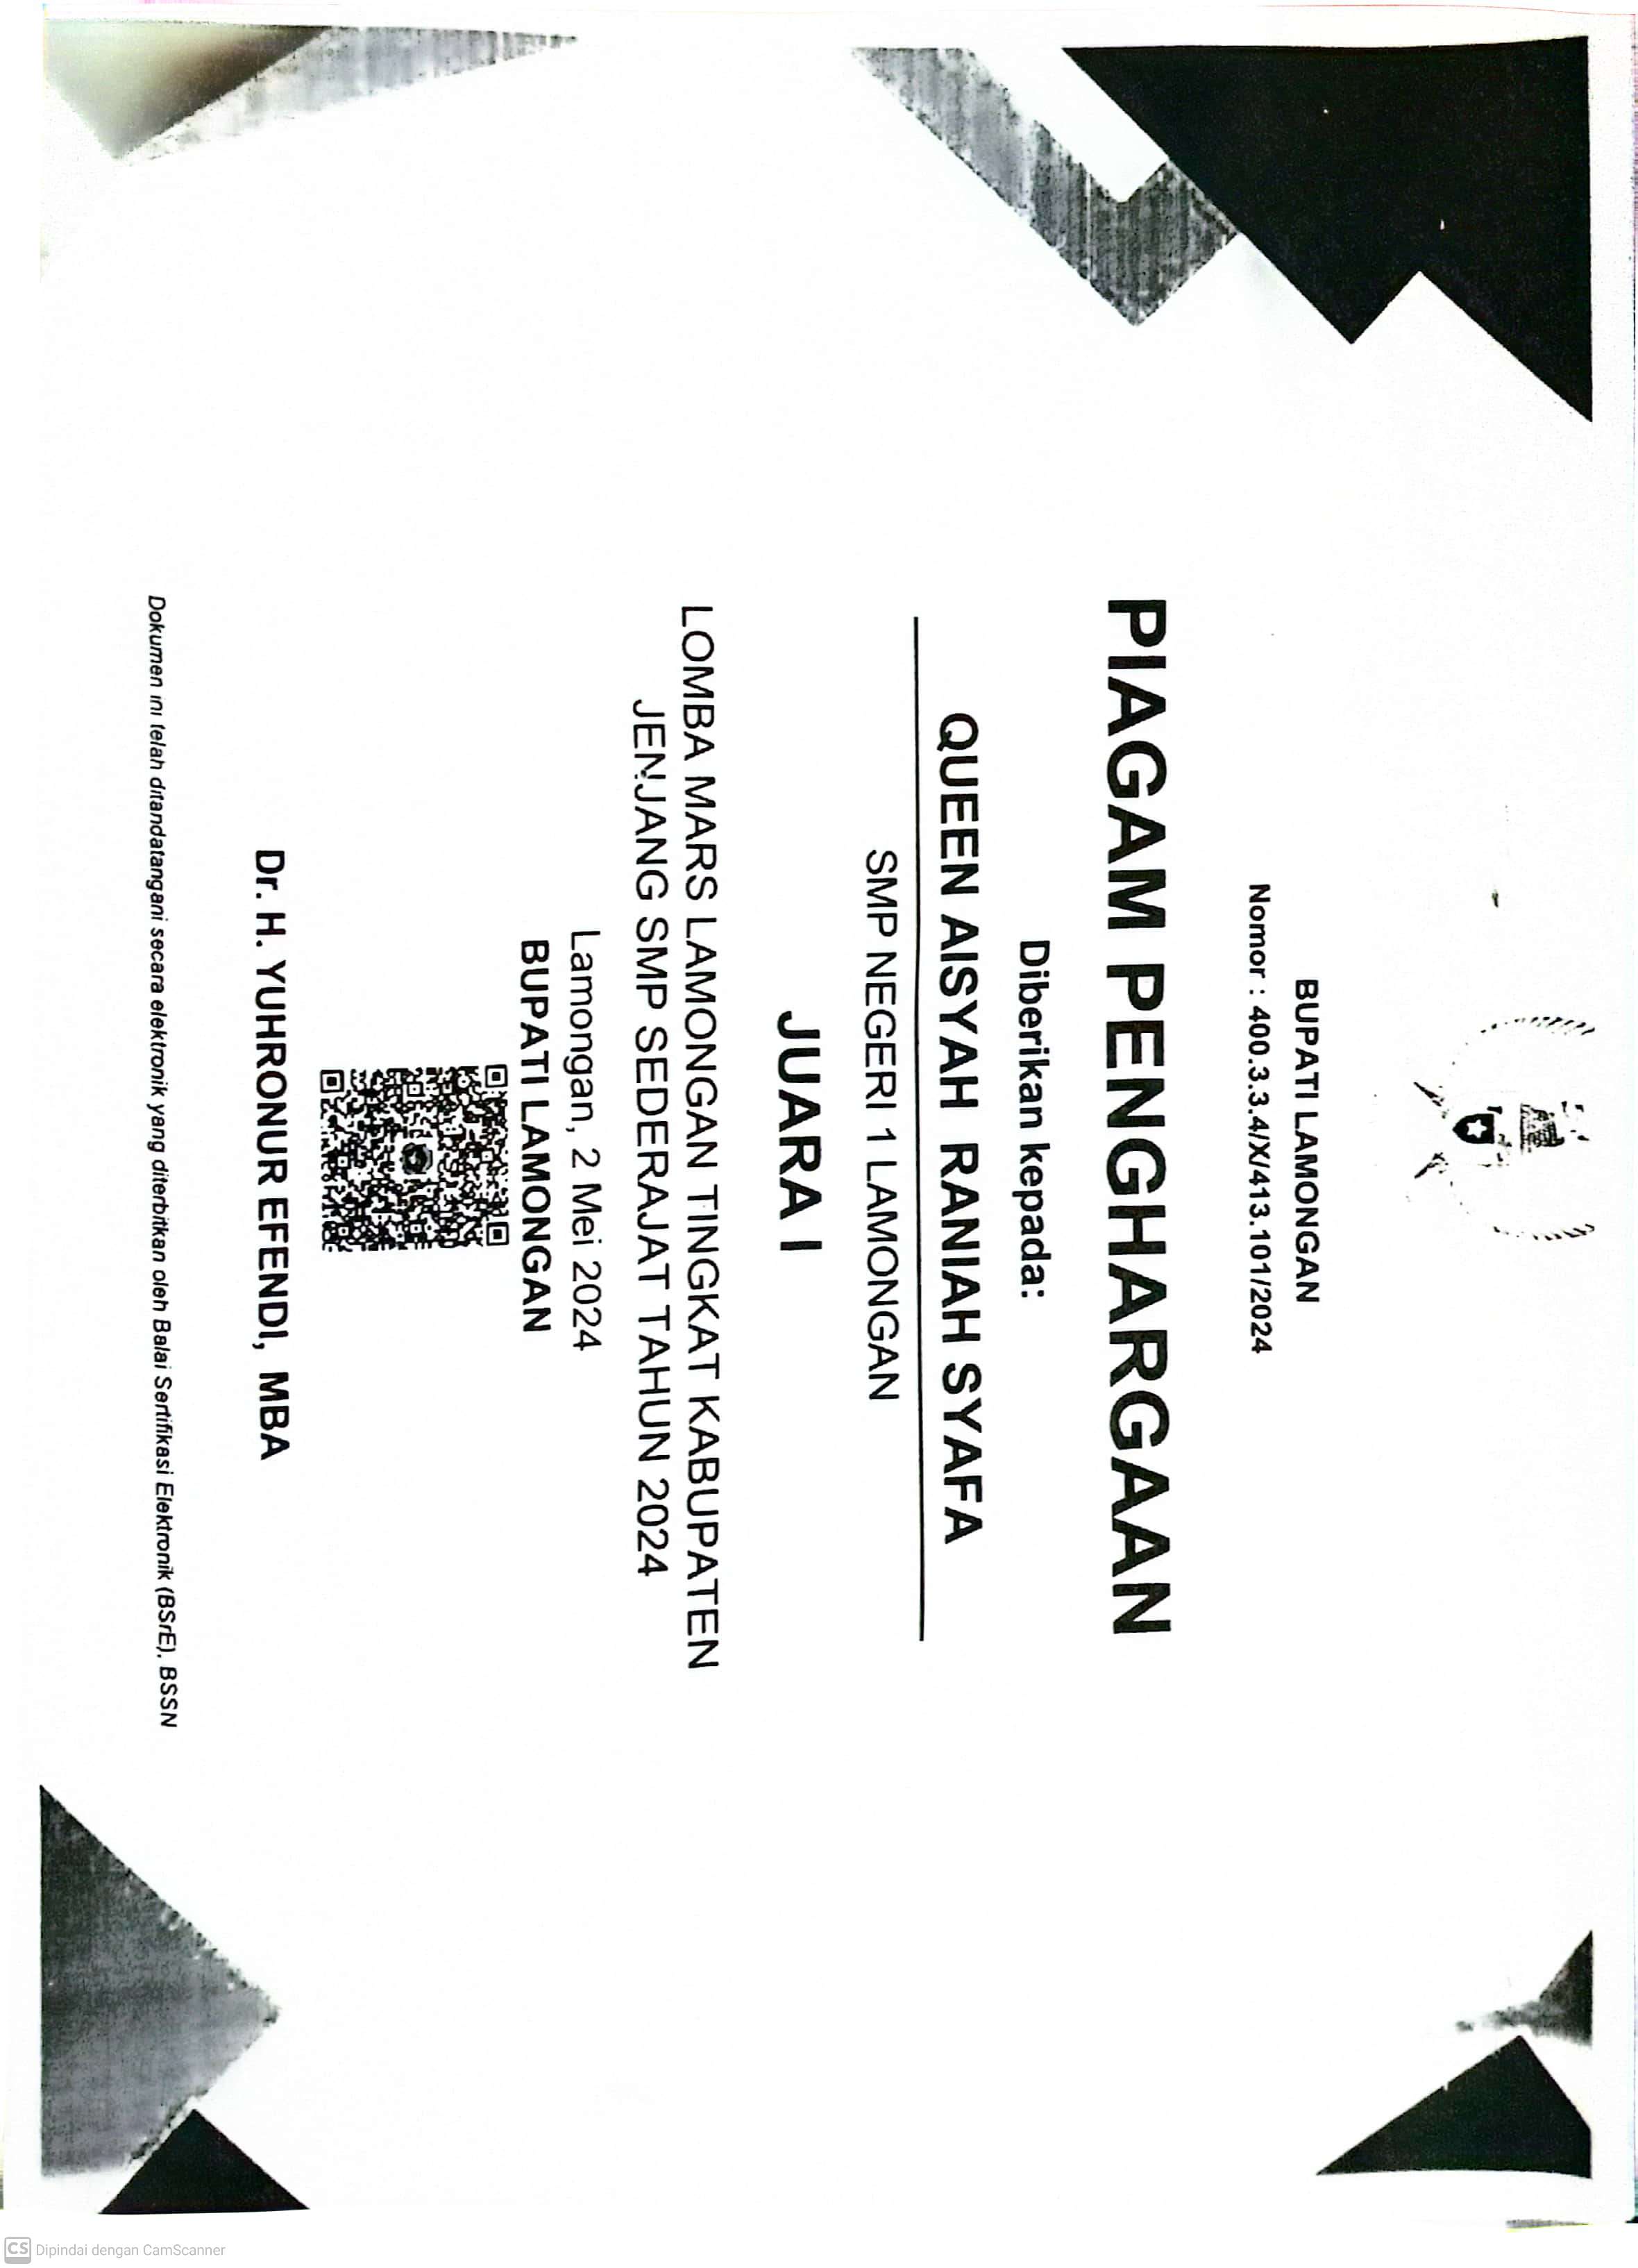 BUPATI LAMONGAN
Nomor : 400.3.3.4/X/413.101/2024
PIAGAM PENGHARGAAN
Diberikan kepada:
QUEEN AISYAH RANIAH SYAFA
SMP NEGERI 1 LAMONGAN
JUARA I
LOMBA MARS LAMONGAN TINGKAT KABUPATEN
JENJANG SMP SEDERAJAT TAHUN 2024
Lamongan, 2 Mei 2024
BUPATI LAMONGAN
Dr. H. YUHRONUR EFENDI, MBA
Dokumen ini telah ditandatangani secara elektronik yang diterbitkan oleh Balai Sertifikasi Elektronik (BSrE), BSSN
CS Dipindai dengan CamScanner